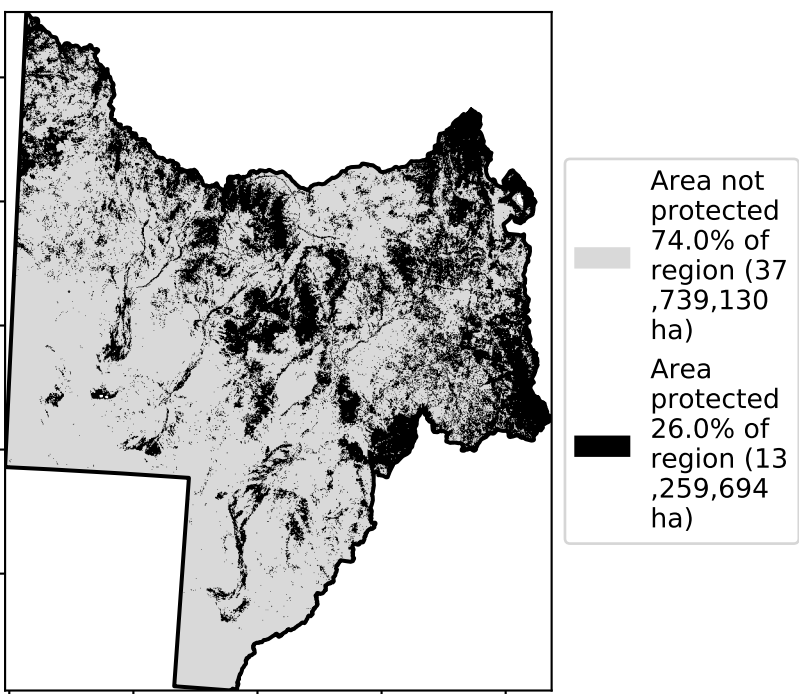 Area not
protected
74.0% of
region (37
,739,130
ha)
Area
protected
26.0% of
region (13
,259,694
ha)